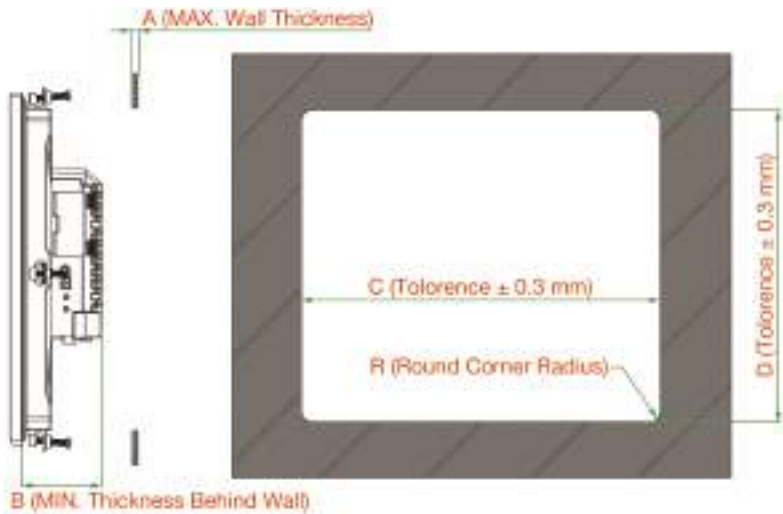 A (MAX. Wall Thickness)
C (Tolorence ± 0.3 mm)
D (Tolorence ± 0.3 mm)
R (Round Corner Radius)
B (MIN. Thickness Behind Wall)